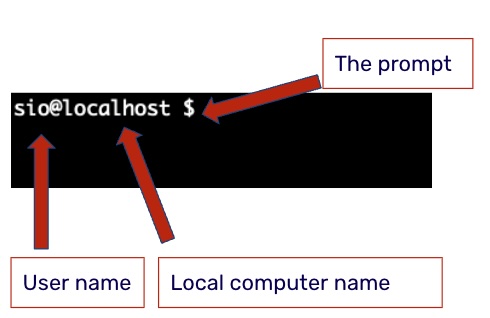 The prompt
sio@localhost $
User name
Local computer name